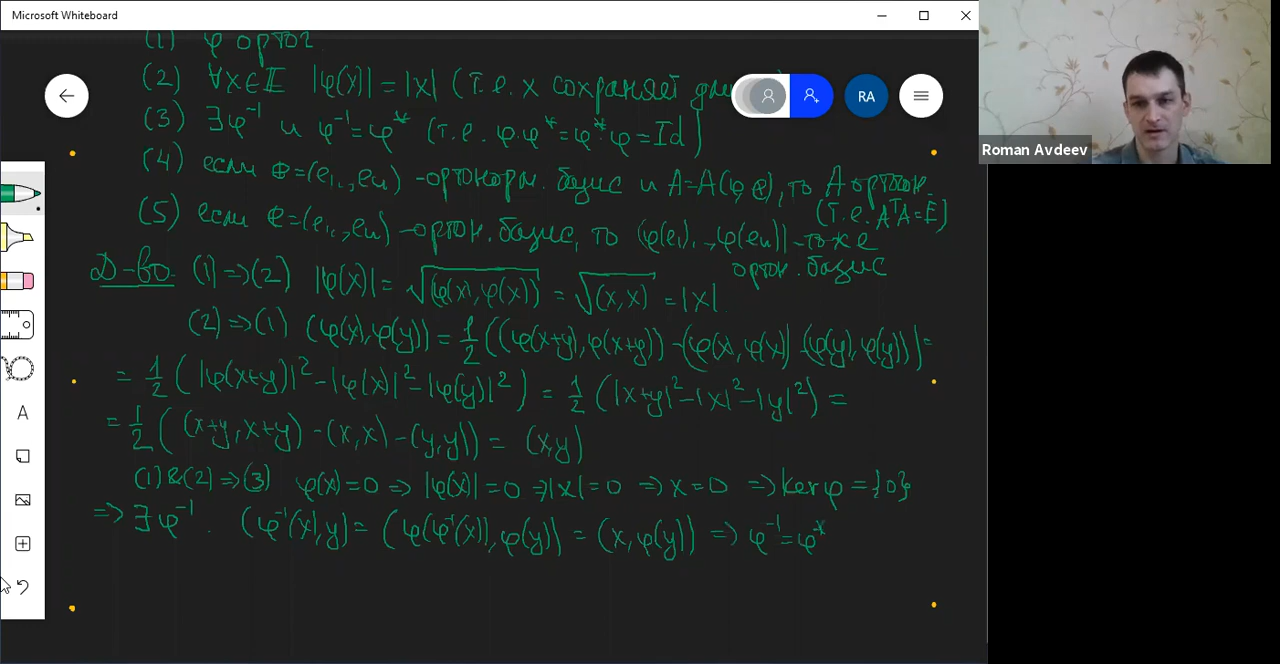 Microsoft Whiteboard
(1) φ ортог
(2) ∀x∈𝔼 |φ(x)|=|x| (т.е. x сохраняет
RA
Roman Avdeev
(3) ∃φ⁻¹ и φ⁻¹=φ* (т.е. φ·φ*=φ*·φ=Id)
(4) если 𝕖=(e₁,..,eₙ) -ортонорм. базис и A=A(φ,𝕖), то A ортогон.
(т.е. AᵀA=E)
(5) если 𝕖=(e₁,..,eₙ) -ортон. базис, то (φ(e₁),..,φ(eₙ)) -тоже
ортон. базис
Д-во. (1)⇒(2) |φ(x)|=√(φ(x),φ(x)) = √(x,x) =|x|.
(2)⇒(1) (φ(x),φ(y))=½((φ(x+y),φ(x+y))-(φ(x),φ(x))-(φ(y),φ(y)))=
=½(|φ(x+y)|²-|φ(x)|²-|φ(y)|²) = ½(|x+y|²-|x|²-|y|²)=
=½((x+y,x+y)-(x,x)-(y,y))= (x,y)
(1)&(2)⇒(3) φ(x)=0 ⇒ |φ(x)|=0 ⇒|x|=0 ⇒ x=0 ⇒ker φ={0}
⇒ ∃φ⁻¹. (φ⁻¹(x),y)=(φ(φ⁻¹(x)),φ(y))=(x,φ(y)) ⇒ φ⁻¹=φ*
A